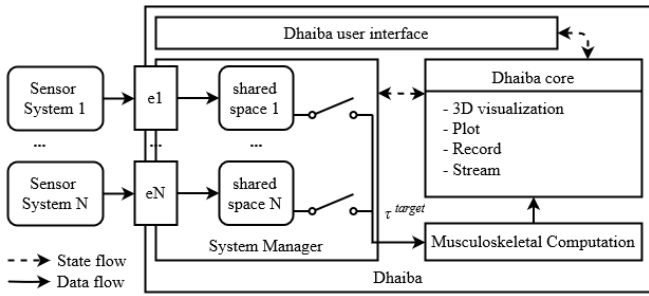 Dhaiba user interface
Sensor
System 1
e1
shared
space 1
Dhaiba core
- 3D visualization
- Plot
- Record
- Stream
...
...
...
Sensor
System N
eN
shared
space N
τ target
System Manager
Musculoskeletal Computation
State flow
Data flow
Dhaiba